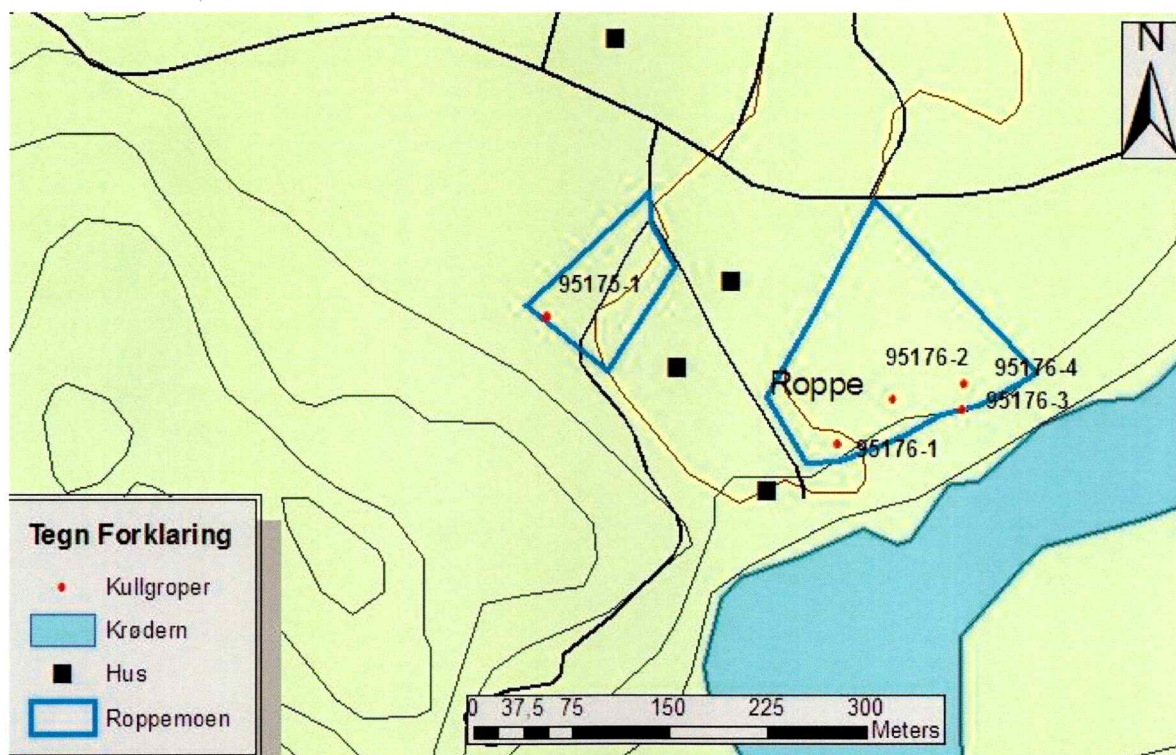 N
95175-1
95176-2
95176-4
Roppe
95176-3
95176-1
Tegn Forklaring
Kullgroper
Krødern
Hus
Roppemoen
0 37,5 75 150 225 300
Meters